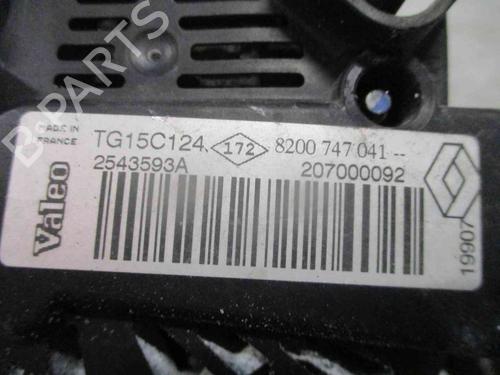 MADE IN
FRANCE
TG15C124
172
8200 747 041 --
2543593A
207000092
Valeo
19907
B-PARTS